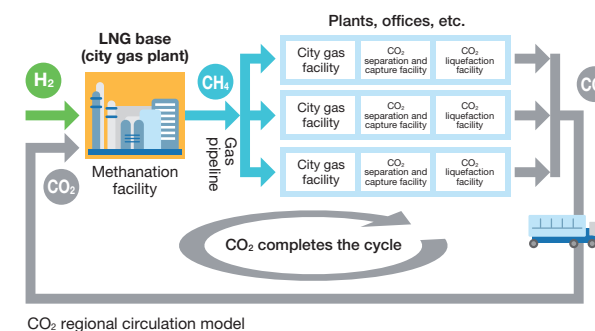 Plants, offices, etc.
LNG base
(city gas plant)
H₂
CH₄
City gas
facility
CO₂
separation and
capture facility
CO₂
liquefaction
facility
City gas
facility
CO₂
separation and
capture facility
CO₂
liquefaction
facility
City gas
facility
CO₂
separation and
capture facility
CO₂
liquefaction
facility
Gas
pipeline
Methanation
facility
CO₂
CO₂ completes the cycle
CO₂ regional circulation model